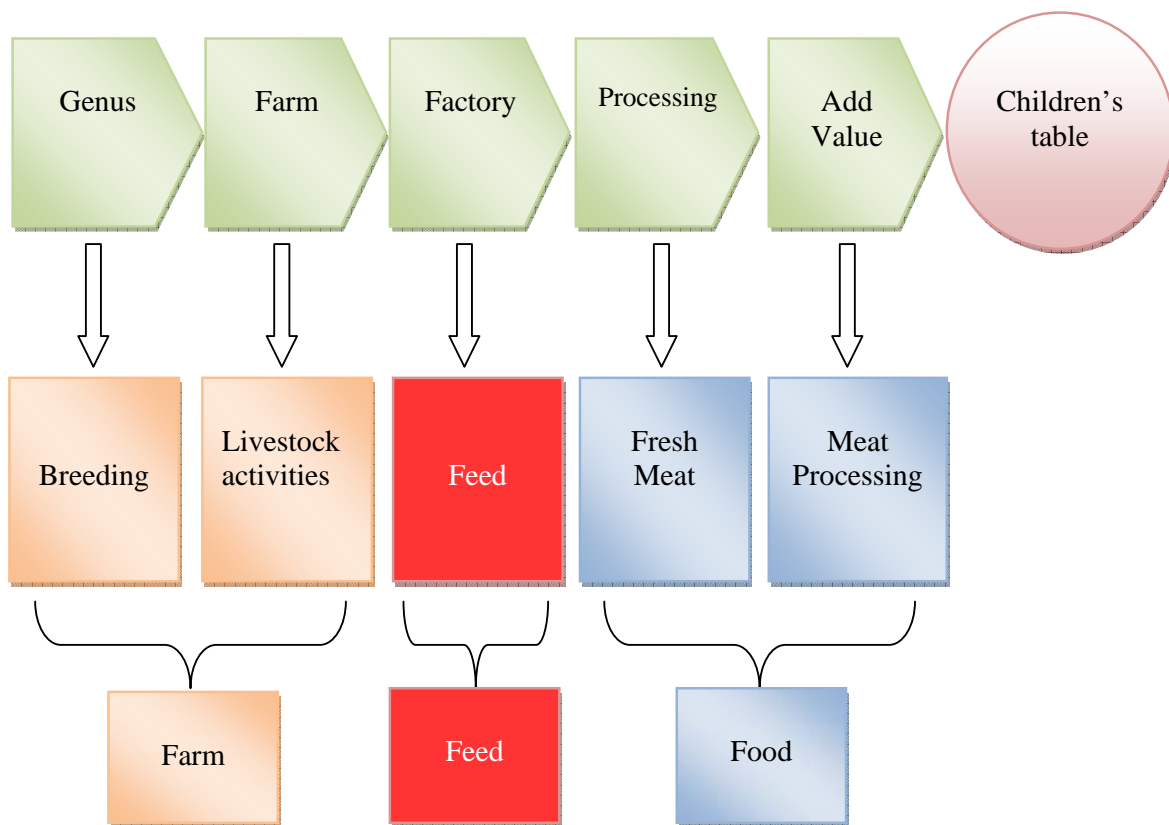 Genus
Farm
Factory
Processing
Add
Value
Children’s
table
Breeding
Livestock
activities
Feed
Fresh
Meat
Meat
Processing
Farm
Feed
Food